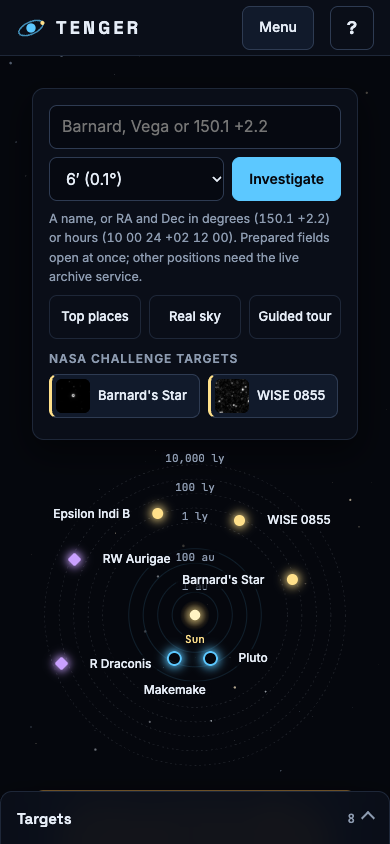 TENGER
Menu
?
Barnard, Vega or 150.1 +2.2
6′ (0.1°)
Investigate
A name, or RA and Dec in degrees (150.1 +2.2)
or hours (10 00 24 +02 12 00). Prepared fields
open at once; other positions need the live
archive service.
Top places
Real sky
Guided tour
NASA CHALLENGE TARGETS
Barnard's Star
WISE 0855
10,000 ly
100 ly
Epsilon Indi B
1 ly
WISE 0855
RW Aurigae
100 au
Barnard's Star
Sun
R Draconis
Pluto
Makemake
Targets
8